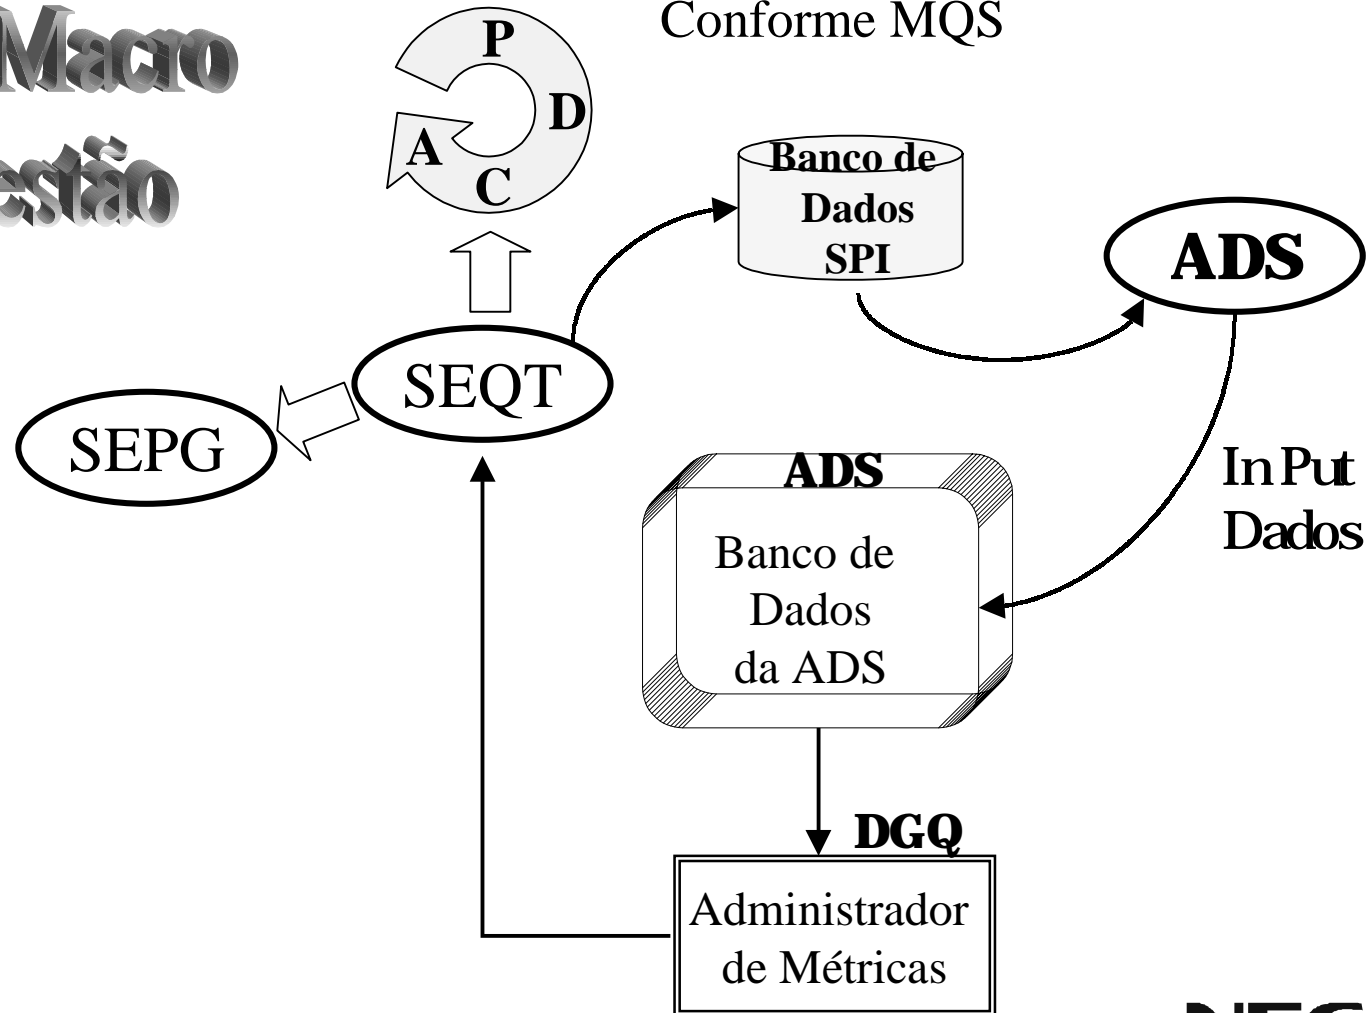 Macro
estão
Conforme MQS
P
D
C
A
Banco de
Dados
SPI
ADS
SEQT
SEPG
In Put
Dados
ADS
Banco de
Dados
da ADS
DGQ
Administrador
de Métricas